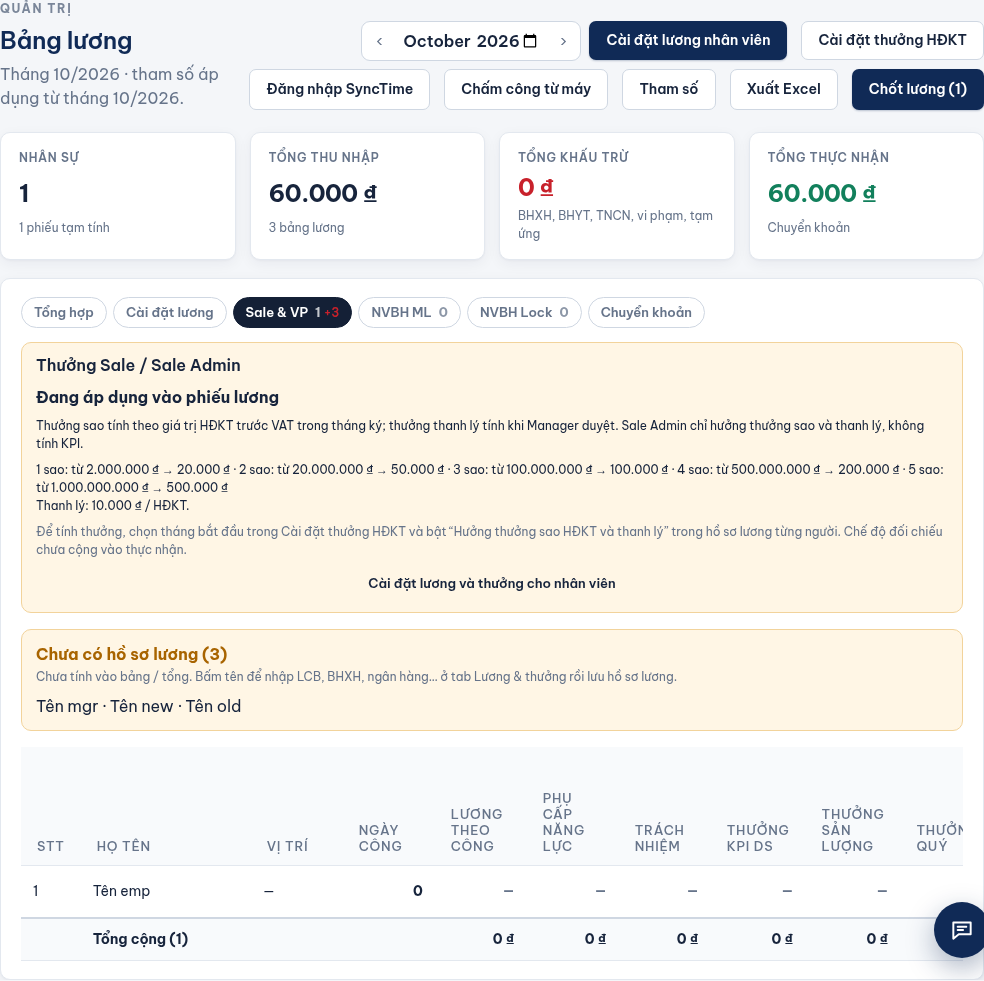 QUẢN TRỊ
Bảng lương
Tháng 10/2026 · tham số áp
dụng từ tháng 10/2026.
‹ October 2026 ›
Cài đặt lương nhân viên
Cài đặt thưởng HĐKT
Đăng nhập SyncTime
Chấm công từ máy
Tham số
Xuất Excel
Chốt lương (1)
NHÂN SỰ
1
1 phiếu tạm tính
TỔNG THU NHẬP
60.000 ₫
3 bảng lương
TỔNG KHẤU TRỪ
0 ₫
BHXH, BHYT, TNCN, vi phạm, tạm
ứng
TỔNG THỰC NHẬN
60.000 ₫
Chuyển khoản
Tổng hợp
Cài đặt lương
Sale & VP 1 +3
NVBH ML 0
NVBH Lock 0
Chuyển khoản
Thưởng Sale / Sale Admin
Đang áp dụng vào phiếu lương
Thưởng sao tính theo giá trị HĐKT trước VAT trong tháng ký; thưởng thanh lý tính khi Manager duyệt. Sale Admin chỉ hưởng thưởng sao và thanh lý, không
tính KPI.
1 sao: từ 2.000.000 ₫ → 20.000 ₫ · 2 sao: từ 20.000.000 ₫ → 50.000 ₫ · 3 sao: từ 100.000.000 ₫ → 100.000 ₫ · 4 sao: từ 500.000.000 ₫ → 200.000 ₫ · 5 sao:
từ 1.000.000.000 ₫ → 500.000 ₫
Thanh lý: 10.000 ₫ / HĐKT.
Để tính thưởng, chọn tháng bắt đầu trong Cài đặt thưởng HĐKT và bật “Hưởng thưởng sao HĐKT và thanh lý” trong hồ sơ lương từng người. Chế độ đối chiếu
chưa cộng vào thực nhận.
Cài đặt lương và thưởng cho nhân viên
Chưa có hồ sơ lương (3)
Chưa tính vào bảng / tổng. Bấm tên để nhập LCB, BHXH, ngân hàng… ở tab Lương & thưởng rồi lưu hồ sơ lương.
Tên mgr · Tên new · Tên old
STT
HỌ TÊN
VỊ TRÍ
NGÀY
CÔNG
LƯƠNG
THEO
CÔNG
PHỤ
CẤP
NĂNG
LỰC
TRÁCH
NHIỆM
THƯỞNG
KPI DS
THƯỞNG
SẢN
LƯỢNG
THƯỞN
QUÝ
1 Tên emp — 0 — — — — —
Tổng cộng (1) 0 ₫ 0 ₫ 0 ₫ 0 ₫ 0 ₫